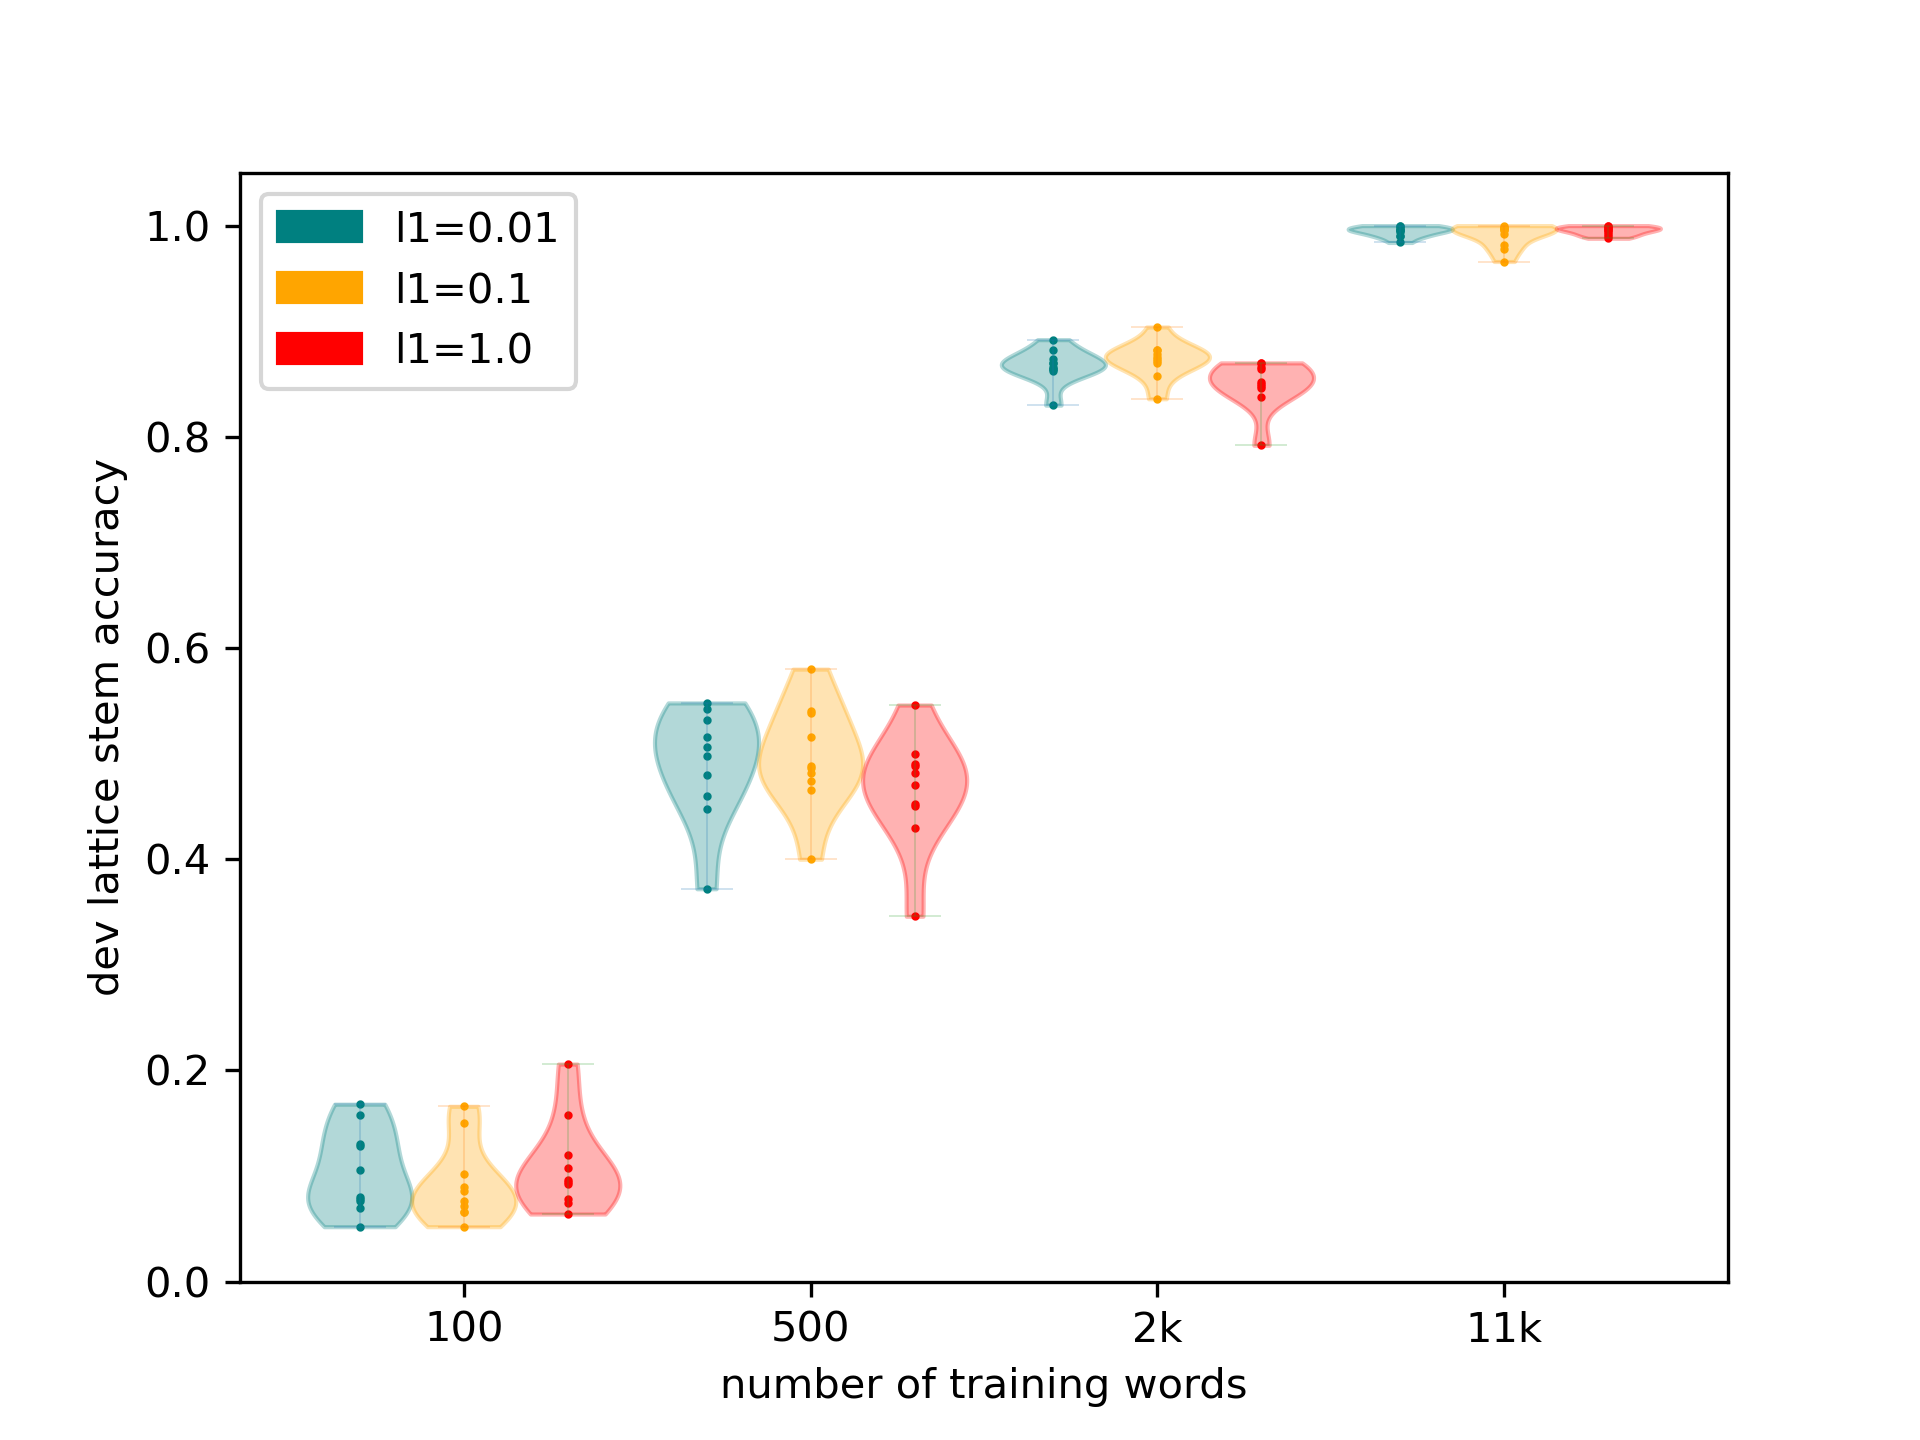 l1=0.01
l1=0.1
l1=1.0
1.0
0.8
0.6
0.4
0.2
0.0
dev lattice stem accuracy
100 500 2k 11k
number of training words